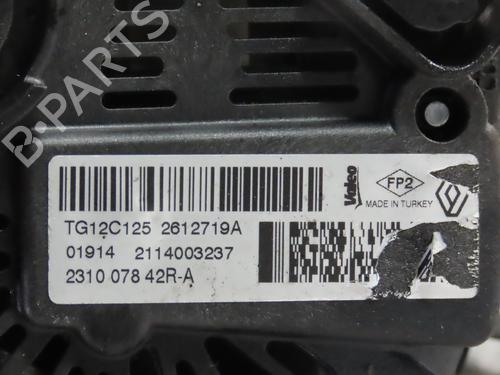 Valeo
FP2
MADE IN TURKEY
TG12C125 2612719A
01914 2114003237
2310 078 42R-A
B-PARTS